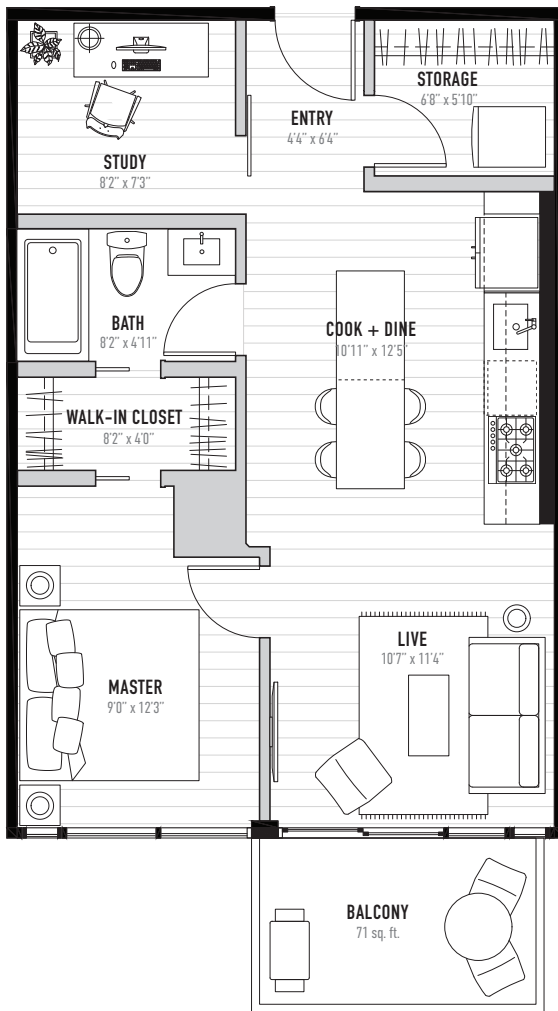 STORAGE
6'8" x 5'10"
ENTRY
4'4" x 6'4"
STUDY
8'2" x 7'3"
BATH
8'2" x 4'11"
COOK + DINE
10'11" x 12'5"
WALK-IN CLOSET
8'2" x 4'0"
LIVE
10'7" x 11'4"
MASTER
9'0" x 12'3"
BALCONY
71 sq. ft.